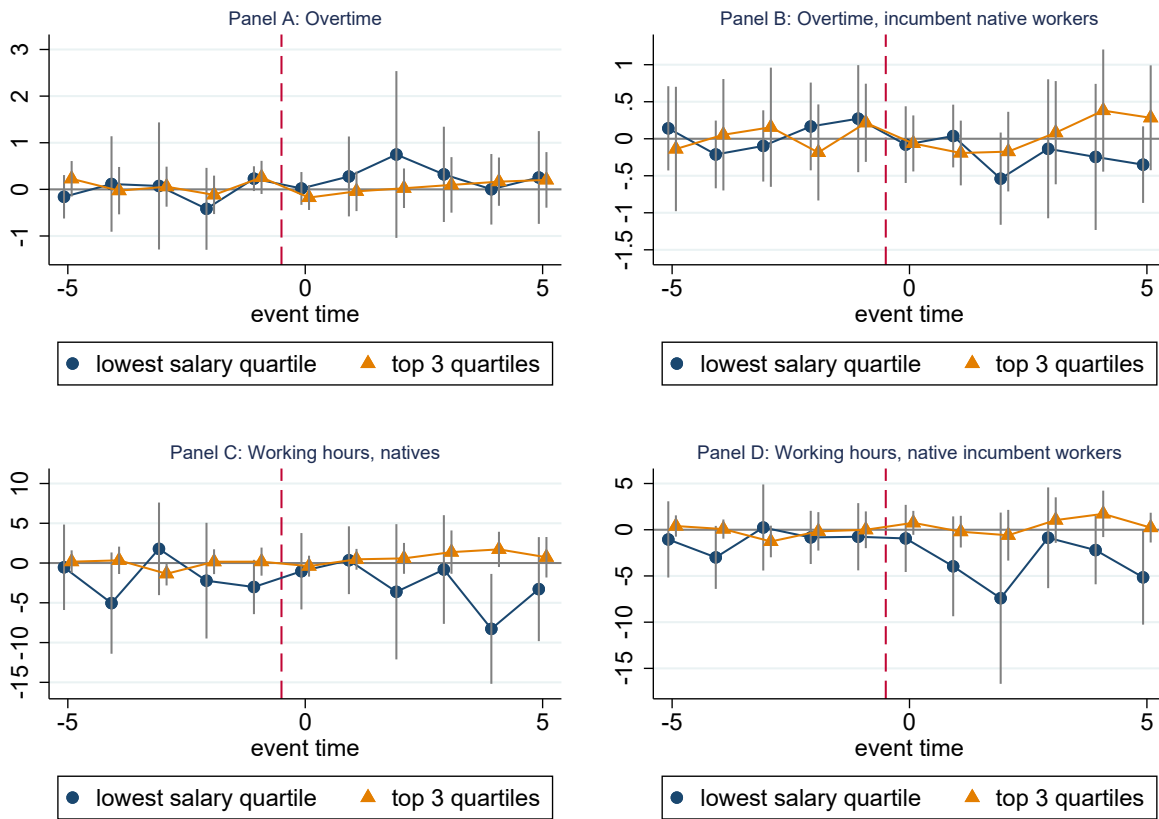 Panel A: Overtime
3
2
1
0
-1
-5
0
5
event time
lowest salary quartile
top 3 quartiles
Panel B: Overtime, incumbent native workers
1
.5
0
-.5
-1
-1.5
-5
0
5
event time
lowest salary quartile
top 3 quartiles
Panel C: Working hours, natives
10
5
0
-5
-10
-15
-5
0
5
event time
lowest salary quartile
top 3 quartiles
Panel D: Working hours, native incumbent workers
5
0
-5
-10
-15
-5
0
5
event time
lowest salary quartile
top 3 quartiles